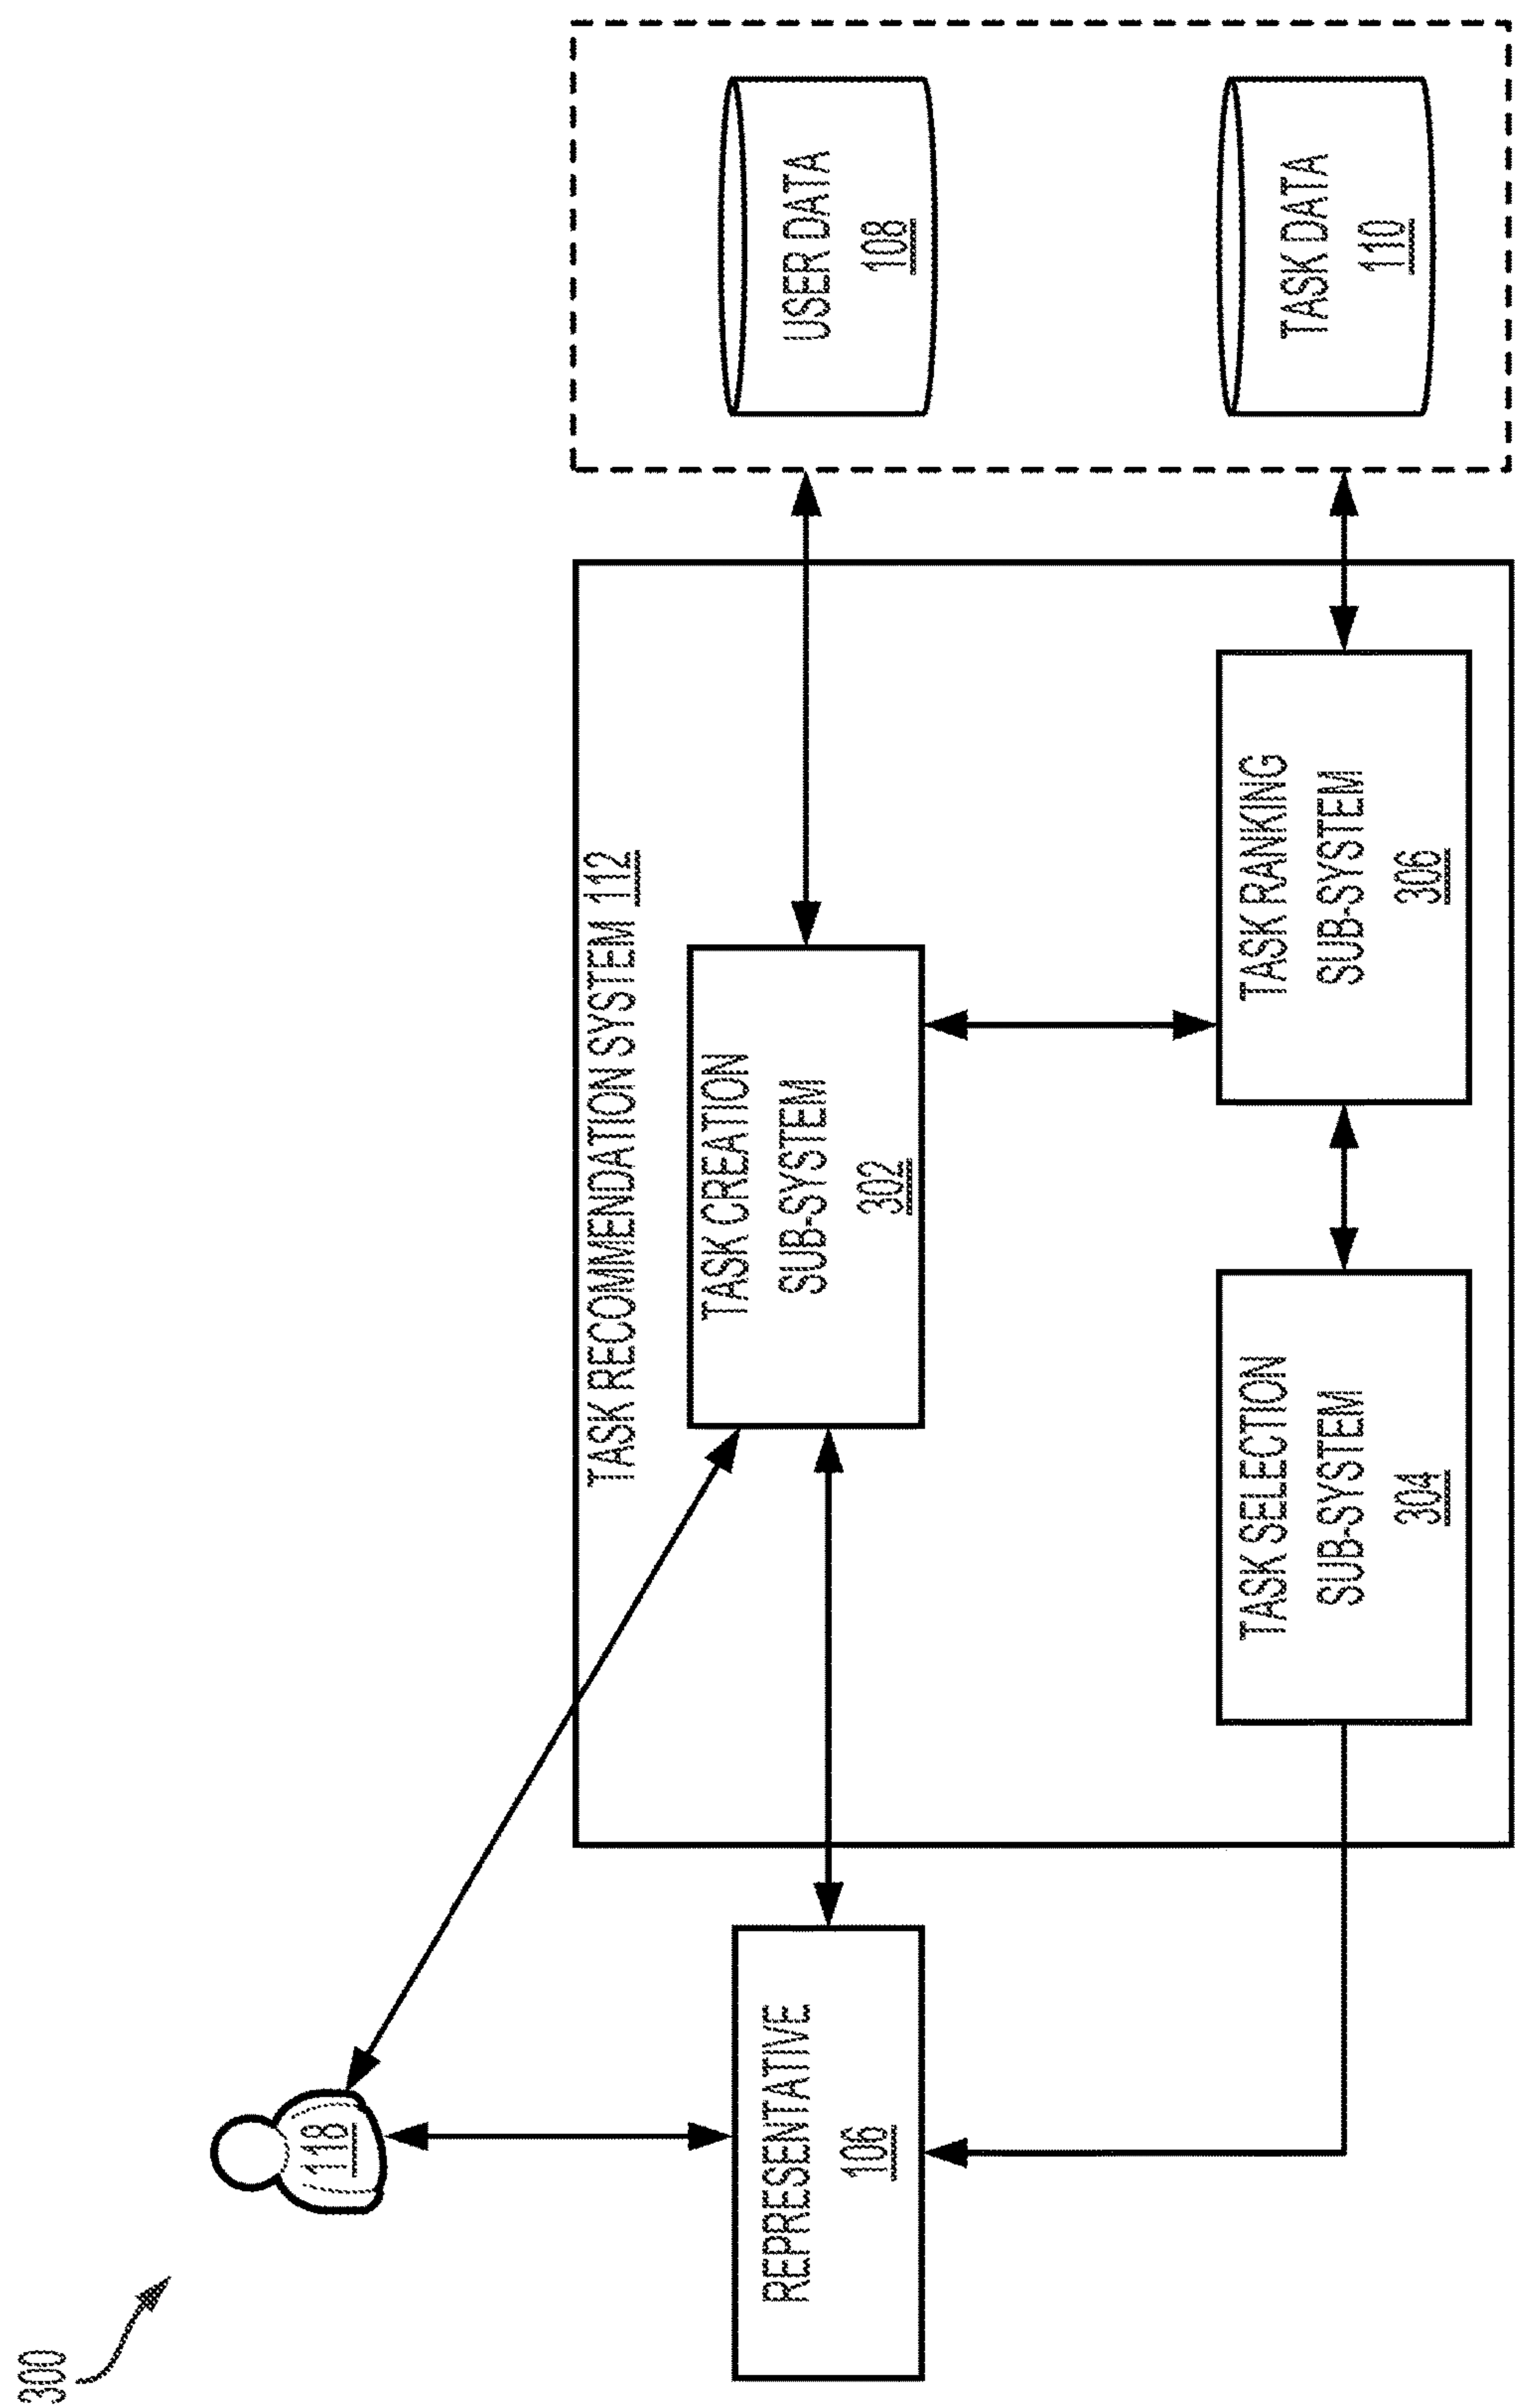 300
118
REPRESENTATIVE
106
TASK RECOMMENDATION SYSTEM 112
TASK CREATION
SUB-SYSTEM
302
TASK SELECTION
SUB-SYSTEM
304
TASK RANKING
SUB-SYSTEM
306
USER DATA
108
TASK DATA
110